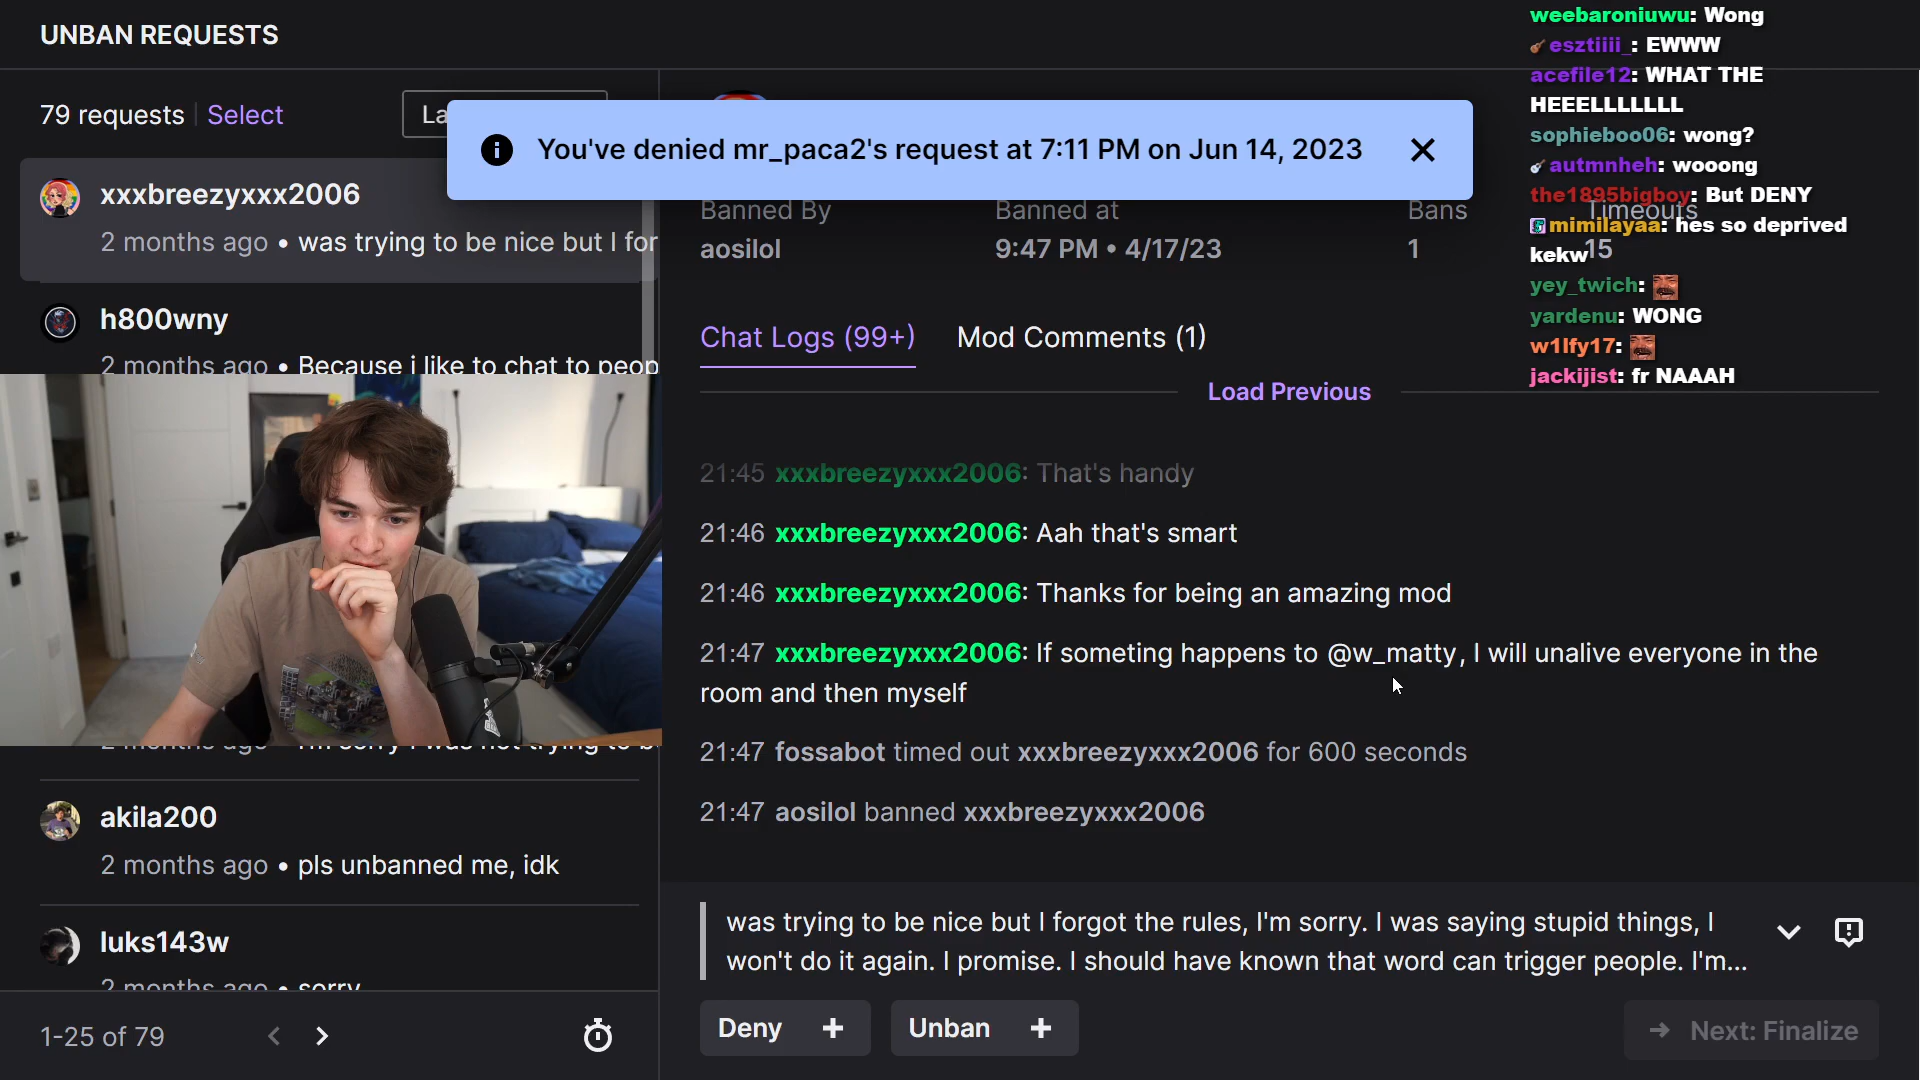 UNBAN REQUESTS
79 requests Select
La
You've denied mr_paca2's request at 7:11 PM on Jun 14, 2023
xxxbreezyxxx2006
2 months ago • was trying to be nice but I for
h800wny
2 months ago • Because i like to chat to peop
akila200
2 months ago • pls unbanned me, idk
luks143w
2 months ago • sorry
1-25 of 79
Banned By Banned at Bans Timeouts
aosilol 9:47 PM • 4/17/23 1 15
Chat Logs (99+) Mod Comments (1)
Load Previous
21:45 xxxbreezyxxx2006: That's handy
21:46 xxxbreezyxxx2006: Aah that's smart
21:46 xxxbreezyxxx2006: Thanks for being an amazing mod
21:47 xxxbreezyxxx2006: If someting happens to @w_matty, I will unalive everyone in the
room and then myself
21:47 fossabot timed out xxxbreezyxxx2006 for 600 seconds
21:47 aosilol banned xxxbreezyxxx2006
was trying to be nice but I forgot the rules, I'm sorry. I was saying stupid things, I
won't do it again. I promise. I should have known that word can trigger people. I'm...
Deny + Unban +
Next: Finalize
weebaroniuwu: Wong
esztiiii_: EWWW
acefile12: WHAT THE
HEEELLLLLLL
sophieboo06: wong?
autmnheh: wooong
the1895bigboy: But DENY
mimilayaa: hes so deprived
kekw
yey_twich:
yardenu: WONG
w1lfy17:
jackijist: fr NAAAH